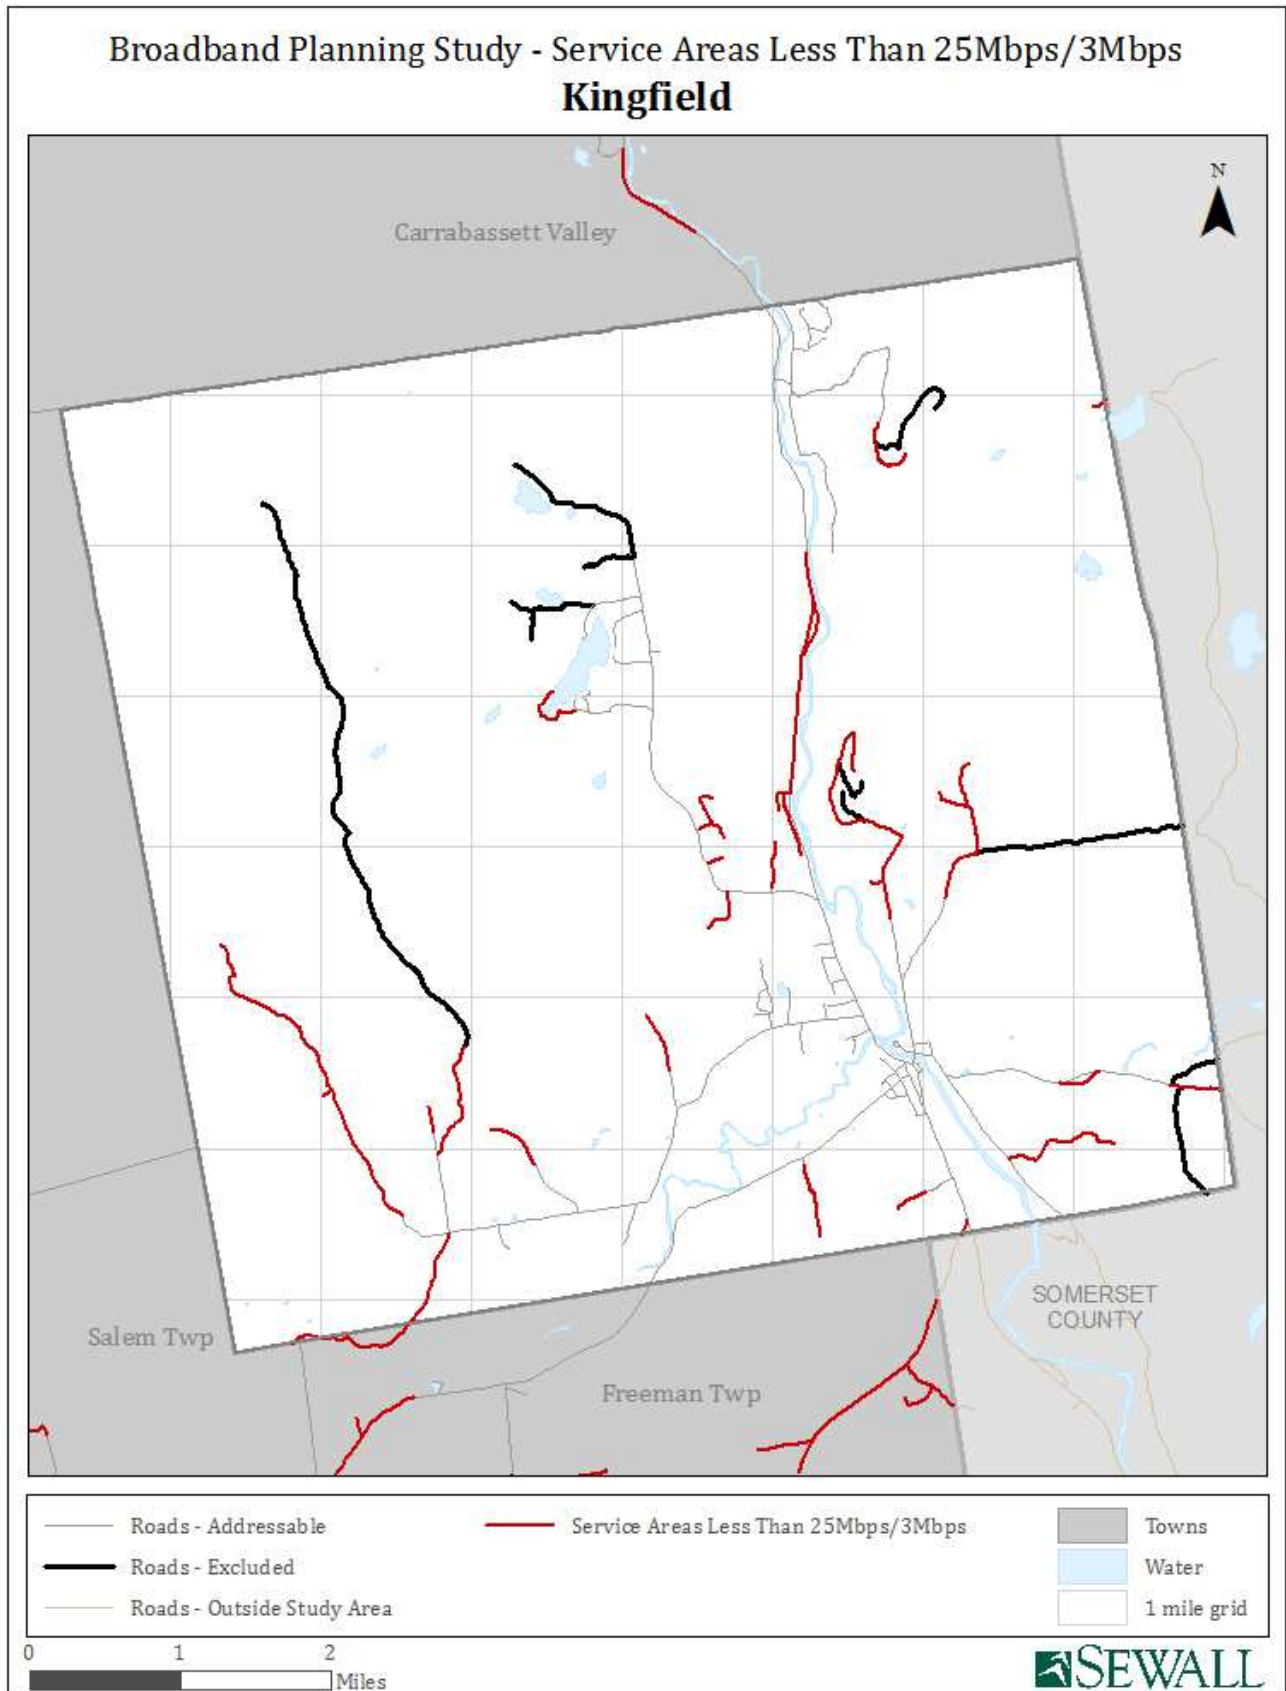 Broadband Planning Study - Service Areas Less Than 25Mbps/3Mbps
Kingfield
N
Carrabassett Valley
SOMERSET
COUNTY
Salem Twp
Freeman Twp
Roads - Addressable
Service Areas Less Than 25Mbps/3Mbps
Towns
Roads - Excluded
Water
Roads - Outside Study Area
1 mile grid
0 1 2
Miles
SEWALL